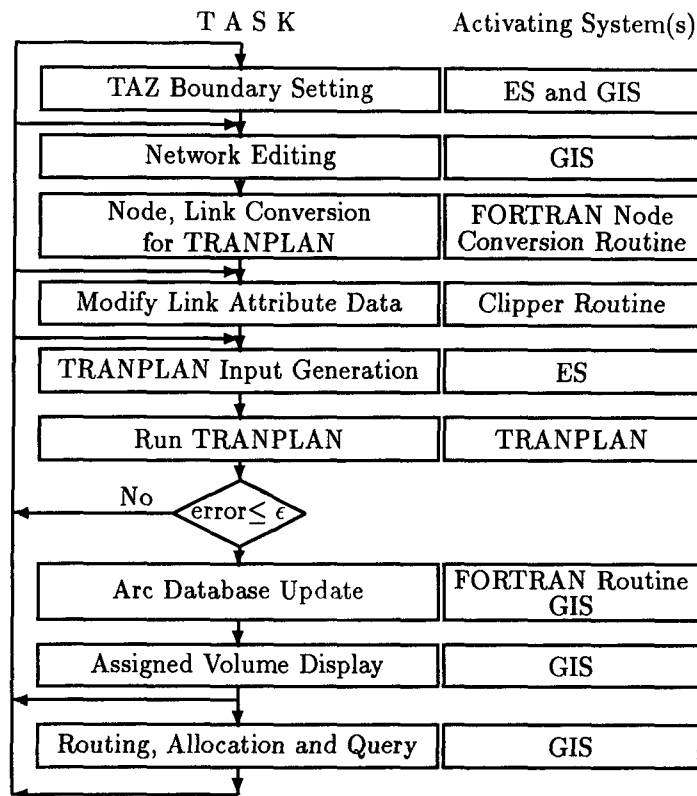 T A S K Activating System(s)
TAZ Boundary Setting ES and GIS
Network Editing GIS
Node, Link Conversion FORTRAN Node
for TRANPLAN Conversion Routine
Modify Link Attribute Data Clipper Routine
TRANPLAN Input Generation ES
Run TRANPLAN TRANPLAN
No error≤ ϵ
Arc Database Update FORTRAN Routine
GIS
Assigned Volume Display GIS
Routing, Allocation and Query GIS